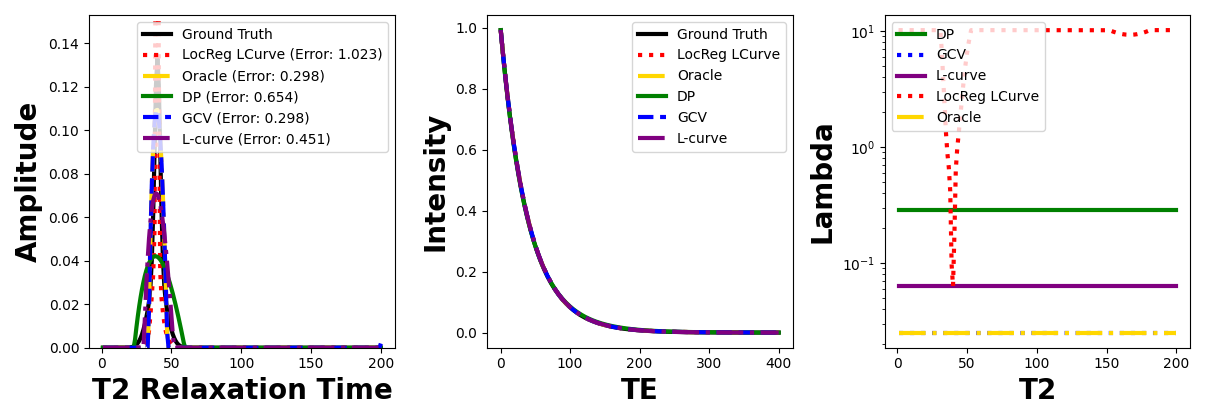 Amplitude
0.14
0.12
0.10
0.08
0.06
0.04
0.02
0.00
0
50
100
150
200
T2 Relaxation Time
Ground Truth
LocReg LCurve (Error: 1.023)
Oracle (Error: 0.298)
DP (Error: 0.654)
GCV (Error: 0.298)
L-curve (Error: 0.451)
Intensity
1.0
0.8
0.6
0.4
0.2
0.0
0
100
200
300
400
TE
Ground Truth
LocReg LCurve
Oracle
DP
GCV
L-curve
Lambda
10¹
10⁰
10⁻¹
0
50
100
150
200
T2
DP
GCV
L-curve
LocReg LCurve
Oracle